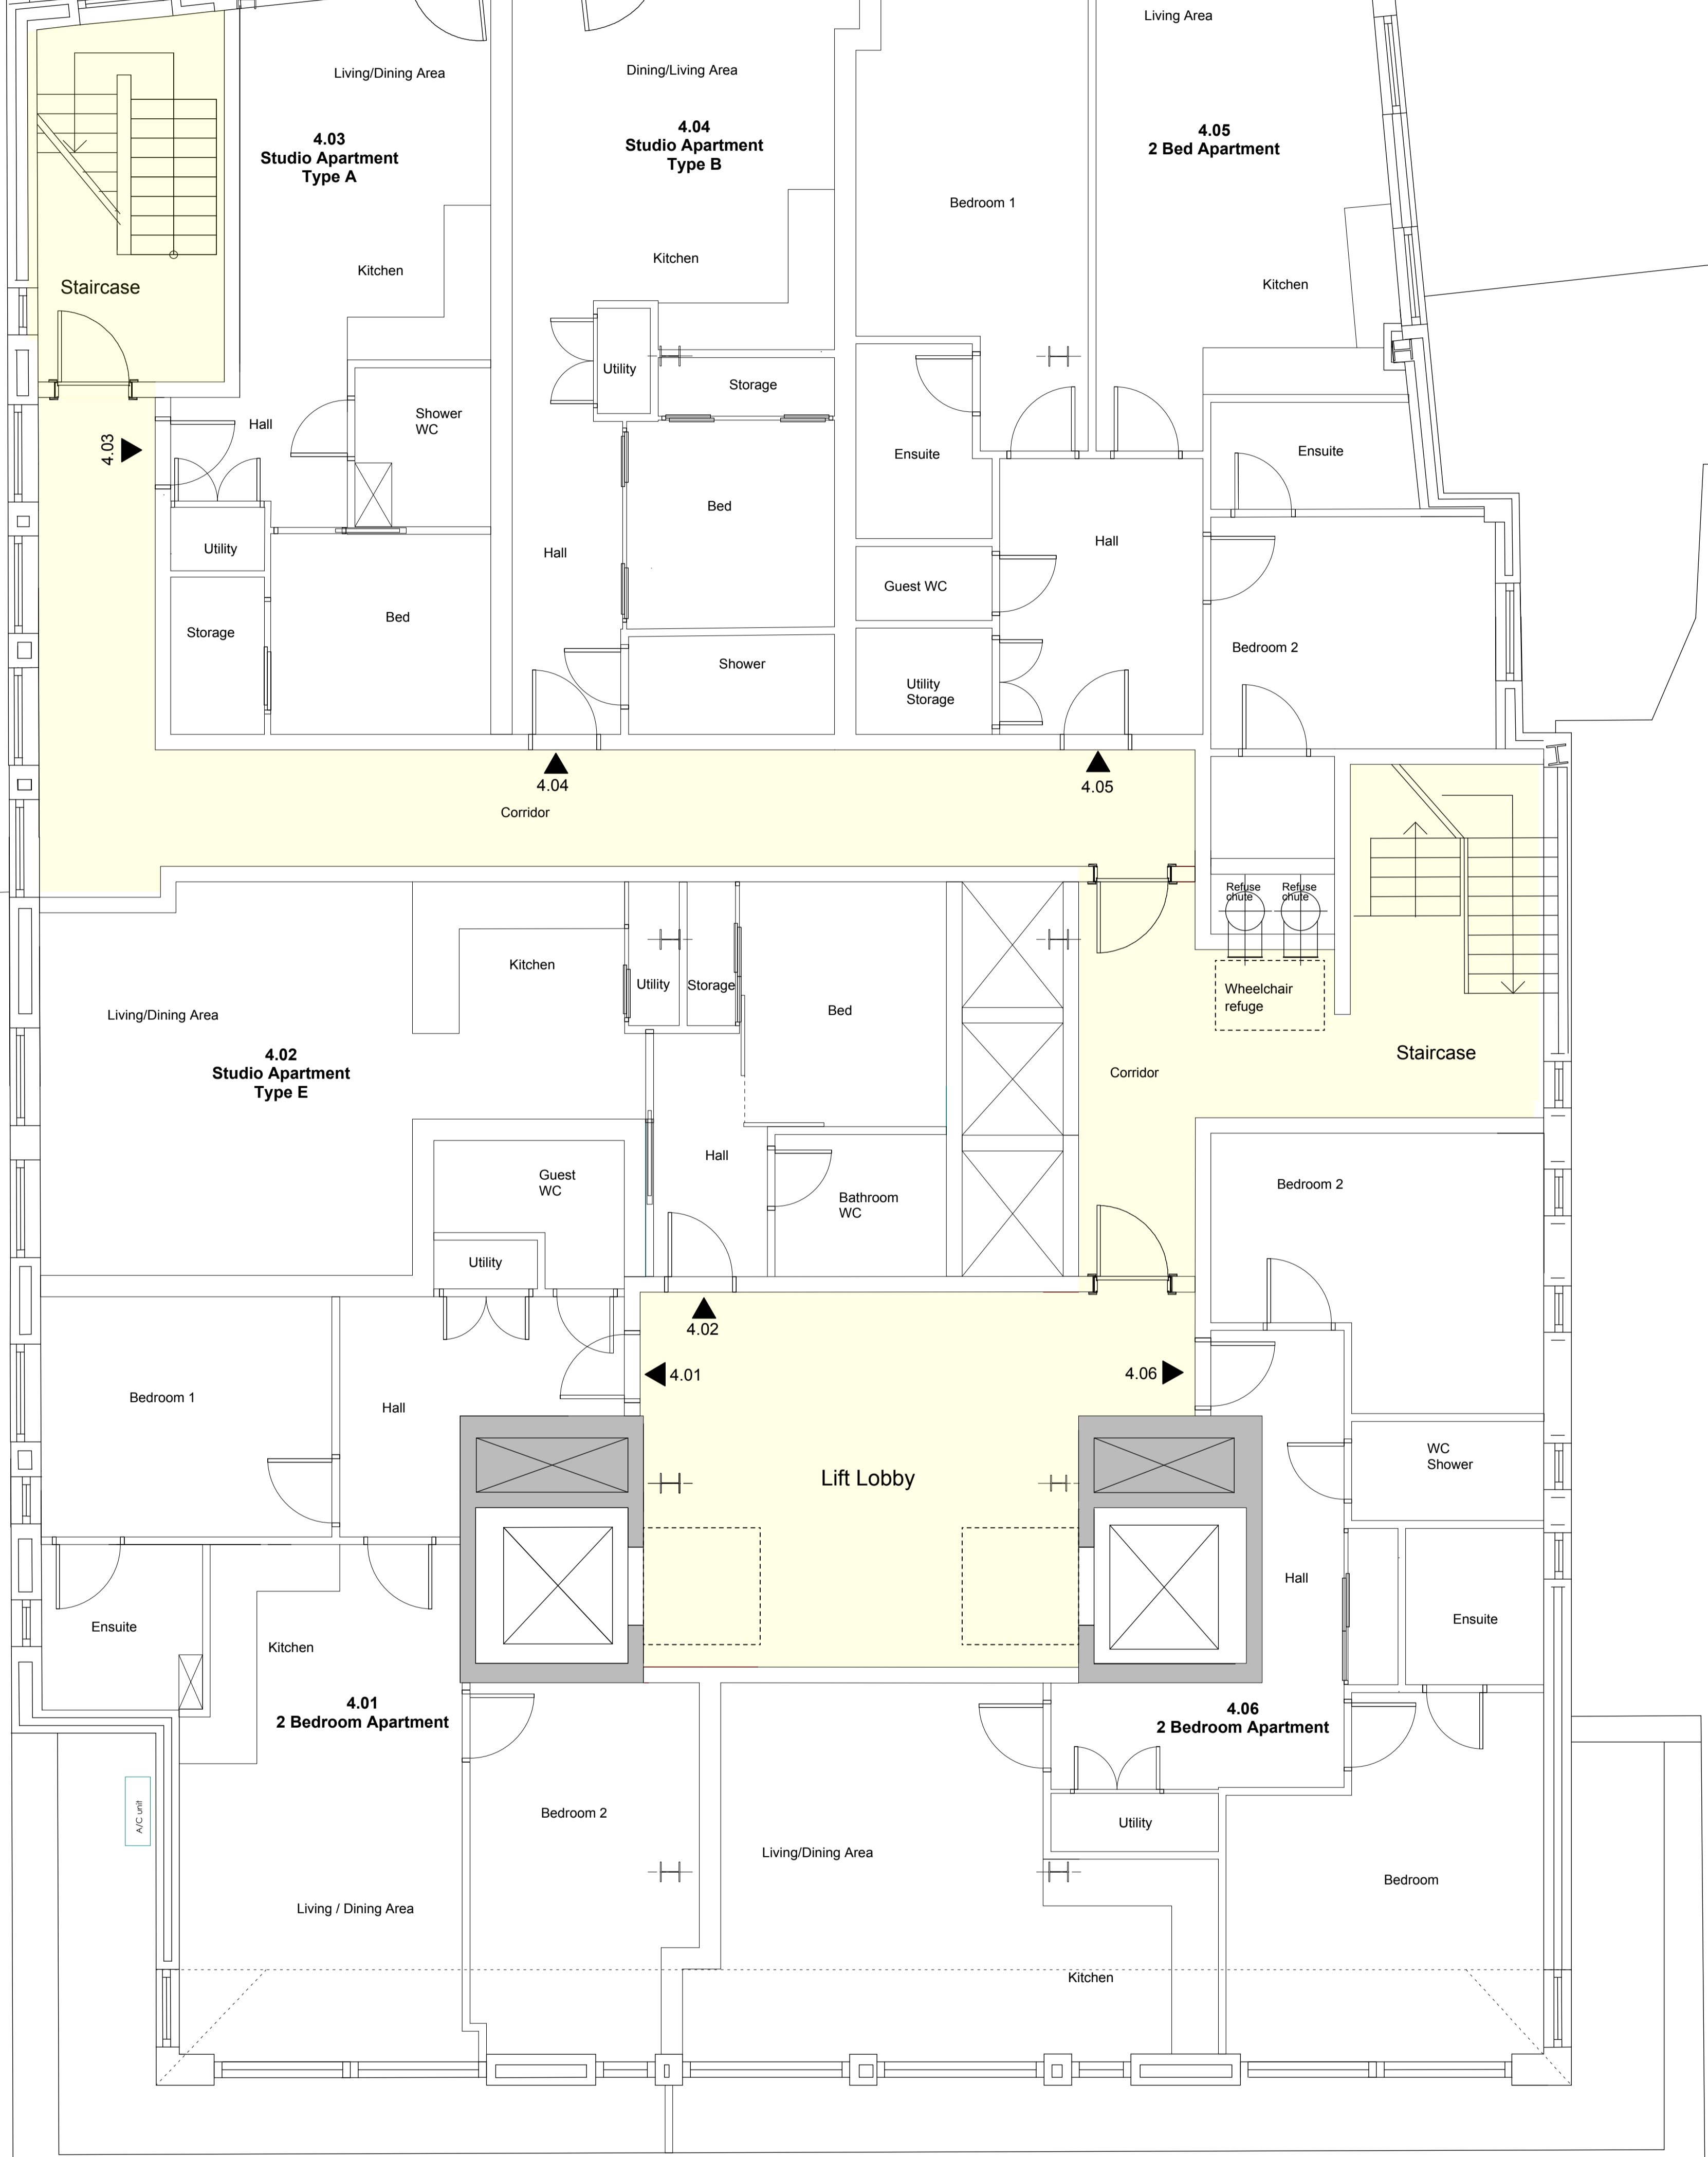 Living Area
Living/Dining Area
Dining/Living Area
4.03
Studio Apartment
Type A
4.04
Studio Apartment
Type B
4.05
2 Bed Apartment
Bedroom 1
Kitchen
Kitchen
Kitchen
Staircase
Utility
Storage
Shower
WC
Hall
4.03
Ensuite
Ensuite
Bed
Utility
Hall
Hall
Guest WC
Bed
Storage
Bedroom 2
Shower
Utility
Storage
4.04
4.05
Corridor
Refuse
chute
Refuse
chute
Kitchen
Utility
Storage
Wheelchair
refuge
Living/Dining Area
Bed
4.02
Studio Apartment
Type E
Staircase
Corridor
Hall
Guest
WC
Bedroom 2
Bathroom
WC
Utility
4.02
4.01
4.06
Bedroom 1
Hall
Lift Lobby
WC
Shower
Hall
Ensuite
Ensuite
Kitchen
4.01
2 Bedroom Apartment
4.06
2 Bedroom Apartment
A/C unit
Bedroom 2
Utility
Living/Dining Area
Bedroom
Living / Dining Area
Kitchen